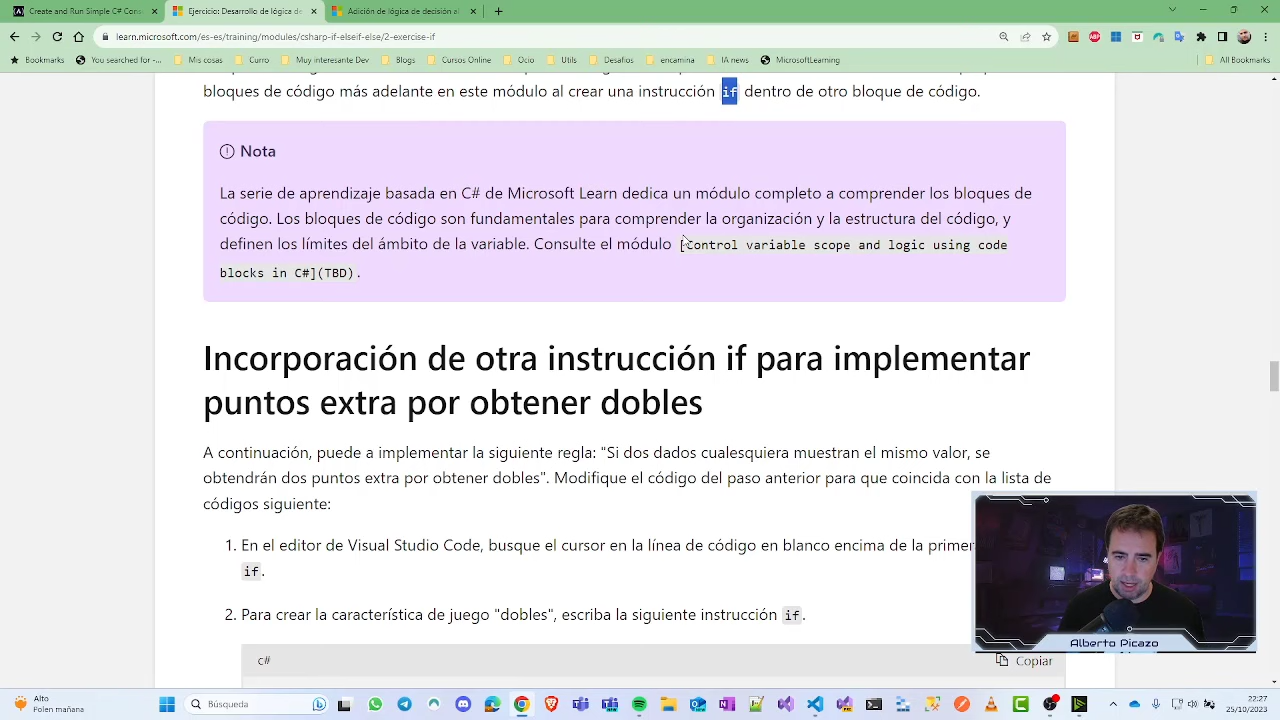 Create and Run Simple C# Cons
Ejercicio: Desarrollo de lógica de
Adición de lógica de decisión al
learn.microsoft.com/es-es/training/modules/csharp-if-elseif-else/2-exercise-if
Bookmarks
You searched for -...
Mis cosas
Curro
Muy interesante Dev
Blogs
Cursos Online
Ocio
Utils
Desafios
encamina
IA news
MicrosoftLearning
All Bookmarks
bloques de código más adelante en este módulo al crear una instrucción if dentro de otro bloque de código.
Nota
La serie de aprendizaje basada en C# de Microsoft Learn dedica un módulo completo a comprender los bloques de
código. Los bloques de código son fundamentales para comprender la organización y la estructura del código, y
definen los límites del ámbito de la variable. Consulte el módulo [Control variable scope and logic using code
blocks in C#](TBD).
Incorporación de otra instrucción if para implementar
puntos extra por obtener dobles
A continuación, puede a implementar la siguiente regla: "Si dos dados cualesquiera muestran el mismo valor, se
obtendrán dos puntos extra por obtener dobles". Modifique el código del paso anterior para que coincida con la lista de
códigos siguiente:
1. En el editor de Visual Studio Code, busque el cursor en la línea de código en blanco encima de la primer
if.
2. Para crear la característica de juego "dobles", escriba la siguiente instrucción if.
c#
Copiar
Alberto Picazo
Alto
Polen mañana
Búsqueda
22:27
25/10/2023